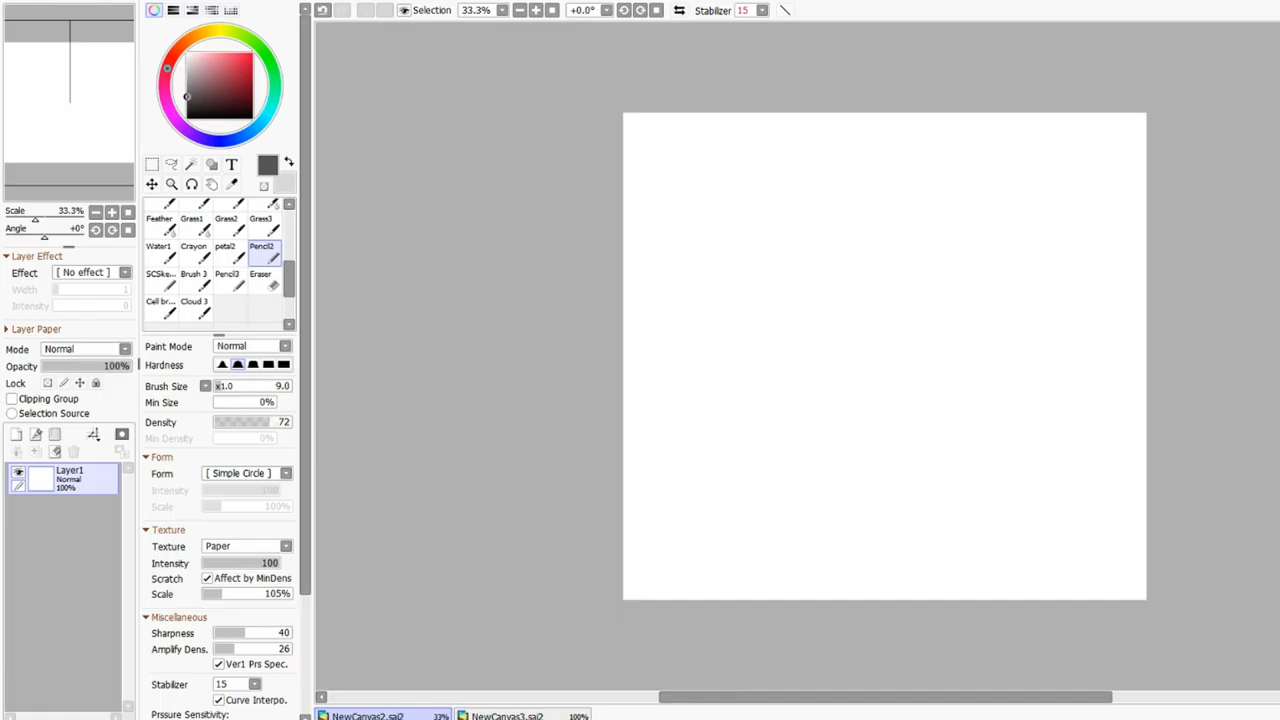 Selection 33.3% +0.0° Stabilizer 15
T
Scale 33.3%
Angle +0°
Layer Effect
Effect [ No effect ]
Width 1
Intensity 0
Layer Paper
Mode Normal
Opacity 100%
Lock
Clipping Group
Selection Source
Layer1
Normal
100%
Feather Grass1 Grass2 Grass3
Water1 Crayon petal2 Pencil2
SCSke... Brush 3 Pencil3 Eraser
Cell br... Cloud 3
Paint Mode Normal
Hardness
Brush Size x1.0 9.0
Min Size 0%
Density 72
Min Density 0%
Form
Form [ Simple Circle ]
Intensity 100
Scale 100%
Texture
Texture Paper
Intensity 100
Scratch Affect by MinDens
Scale 105%
Miscellaneous
Sharpness 40
Amplify Dens. 26
Ver1 Prs Spec.
Stabilizer 15
Curve Interpo.
Prssure Sensitivity:
NewCanvas2.sai2 33% NewCanvas3.sai2 100%